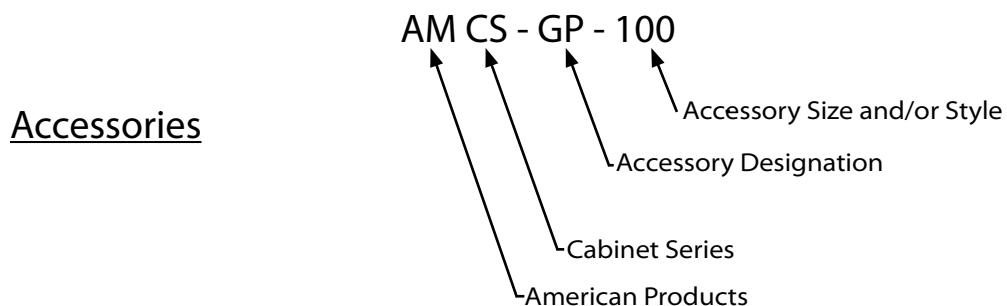 AM CS - GP - 100
Accessory Size and/or Style
Accessories
Accessory Designation
Cabinet Series
American Products